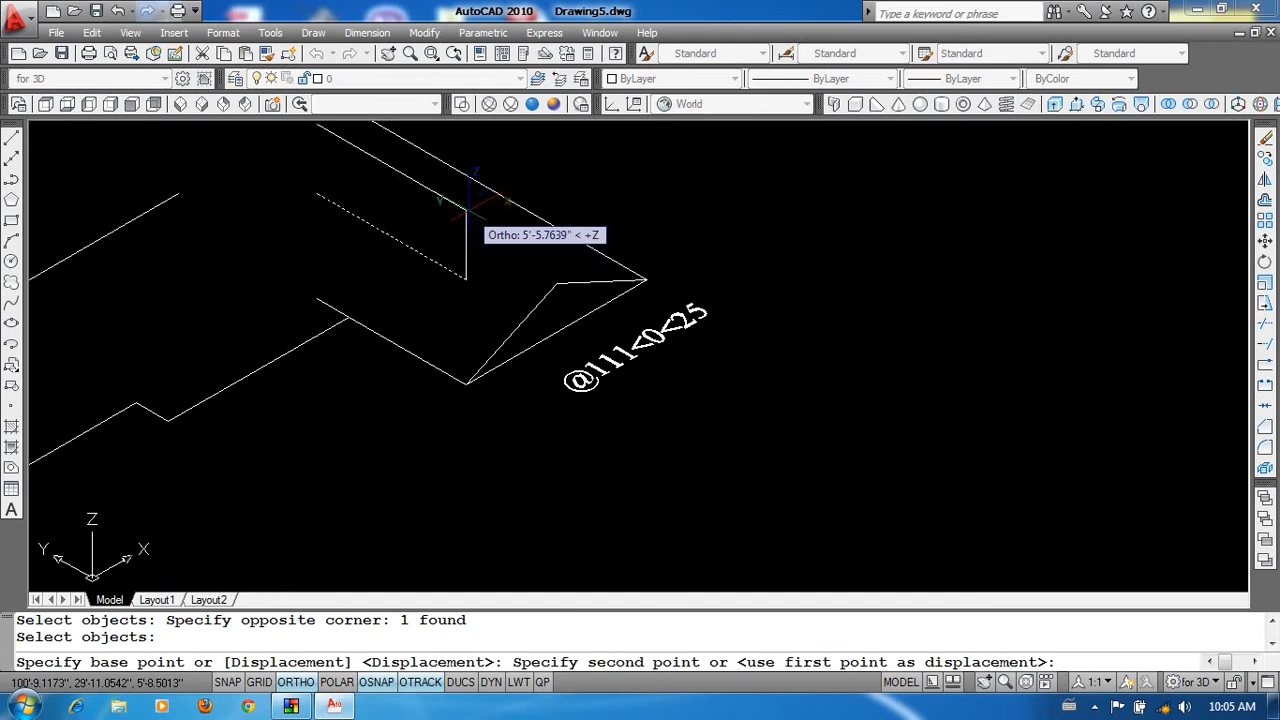 AutoCAD 2010 Drawing5.dwg
Type a keyword or phrase
File Edit View Insert Format Tools Draw Dimension Modify Parametric Express Window Help
Standard Standard Standard Standard
for 3D 0 ByLayer ByLayer ByLayer ByColor
World
Z
Y X
Ortho: 5'-5.7639" < +Z
@111<0<25
Z
Y X
Model Layout1 Layout2
Select objects: Specify opposite corner: 1 found
Select objects:
Specify base point or [Displacement] <Displacement>: Specify second point or <use first point as displacement>:
100'-9.1173", 29'-11.0542", 5'-8.5013" SNAP GRID ORTHO POLAR OSNAP OTRACK DUCS DYN LWT QP MODEL 1:1 for 3D
10:05 AM